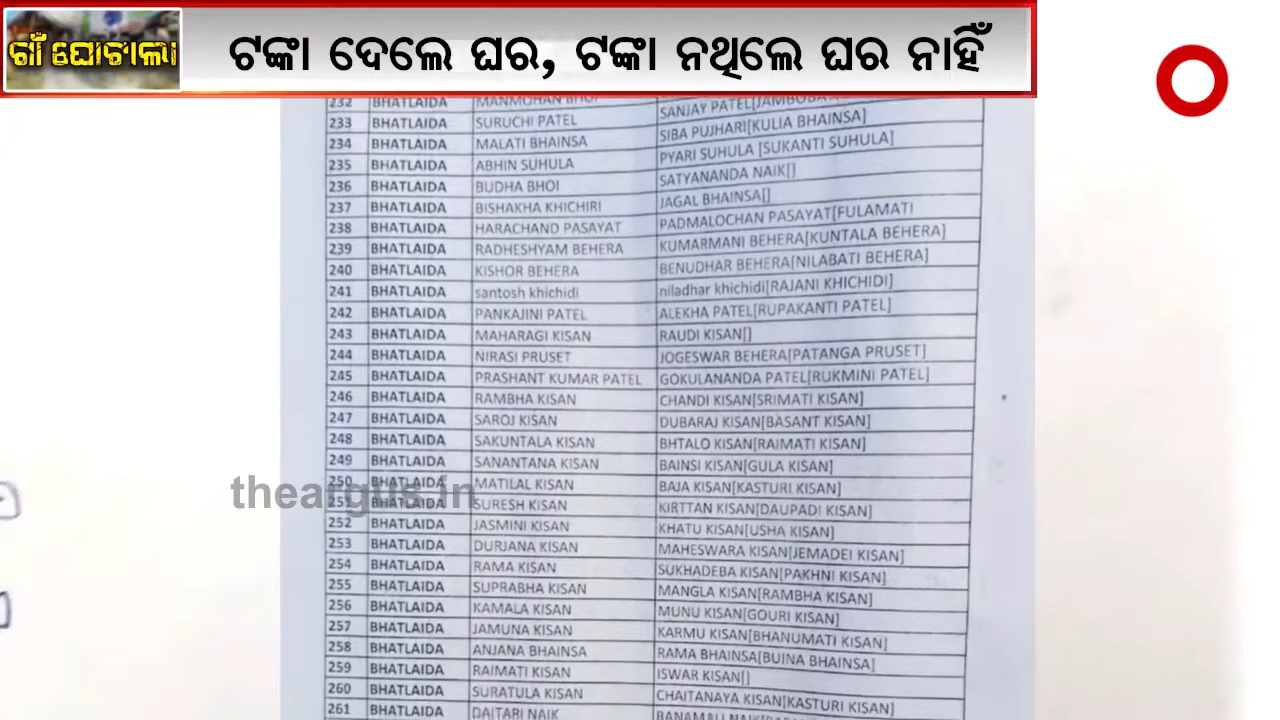 ଗାଁ ଘୋଟାଲା
ଟଙ୍କା ଦେଲେ ଘର, ଟଙ୍କା ନଥିଲେ ଘର ନାହିଁ
232 BHATLAIDA MANMOHAN BHOI SANJAY PATEL
233 BHATLAIDA SURUCHI PATEL SIBA PUJHARI[KULIA BHAINSA]
234 BHATLAIDA MALATI BHAINSA PYARI SUHULA [SUKANTI SUHULA]
235 BHATLAIDA ABHIN SUHULA SATYANANDA NAIK[]
236 BHATLAIDA BUDHA BHOI JAGAL BHAINSA[]
237 BHATLAIDA BISHAKHA KHICHIRI PADMALOCHAN PASAYAT[FULAMATI
238 BHATLAIDA HARACHAND PASAYAT KUMARMANI BEHERA[KUNTALA BEHERA]
239 BHATLAIDA RADHESHYAM BEHERA BENUDHAR BEHERA[NILABATI BEHERA]
240 BHATLAIDA KISHOR BEHERA niladhar khichidi[RAJANI KHICHIDI]
241 BHATLAIDA santosh khichidi ALEKHA PATEL[RUPAKANTI PATEL]
242 BHATLAIDA PANKAJINI PATEL RAUDI KISAN[]
243 BHATLAIDA MAHARAGI KISAN JOGESWAR BEHERA[PATANGA PRUSET]
244 BHATLAIDA NIRASI PRUSET GOKULANANDA PATEL[RUKMINI PATEL]
245 BHATLAIDA PRASHANT KUMAR PATEL CHANDI KISAN[SRIMATI KISAN]
246 BHATLAIDA RAMBHA KISAN DUBARAJ KISAN[BASANT KISAN]
247 BHATLAIDA SAROJ KISAN BHTALO KISAN[RAIMATI KISAN]
248 BHATLAIDA SAKUNTALA KISAN BAINSI KISAN[GULA KISAN]
249 BHATLAIDA SANANTANA KISAN BAJA KISAN[KASTURI KISAN]
250 BHATLAIDA MATILAL KISAN KIRTTAN KISAN[DAUPADI KISAN]
251 BHATLAIDA SURESH KISAN KHATU KISAN[USHA KISAN]
252 BHATLAIDA JASMINI KISAN MAHESWARA KISAN[JEMADEI KISAN]
253 BHATLAIDA DURJANA KISAN SUKHADEBA KISAN[PAKHNI KISAN]
254 BHATLAIDA RAMA KISAN MANGLA KISAN[RAMBHA KISAN]
255 BHATLAIDA SUPRABHA KISAN MUNU KISAN[GOURI KISAN]
256 BHATLAIDA KAMALA KISAN KARMU KISAN[BHANUMATI KISAN]
257 BHATLAIDA JAMUNA KISAN RAMA BHAINSA[BUINA BHAINSA]
258 BHATLAIDA ANJANA BHAINSA ISWAR KISAN[]
259 BHATLAIDA RAIMATI KISAN CHAITANAYA KISAN[KASTURI KISAN]
260 BHATLAIDA SURATULA KISAN BANAMALI NAIK
261 BHATLAIDA DAITARI NAIK
theargus.in